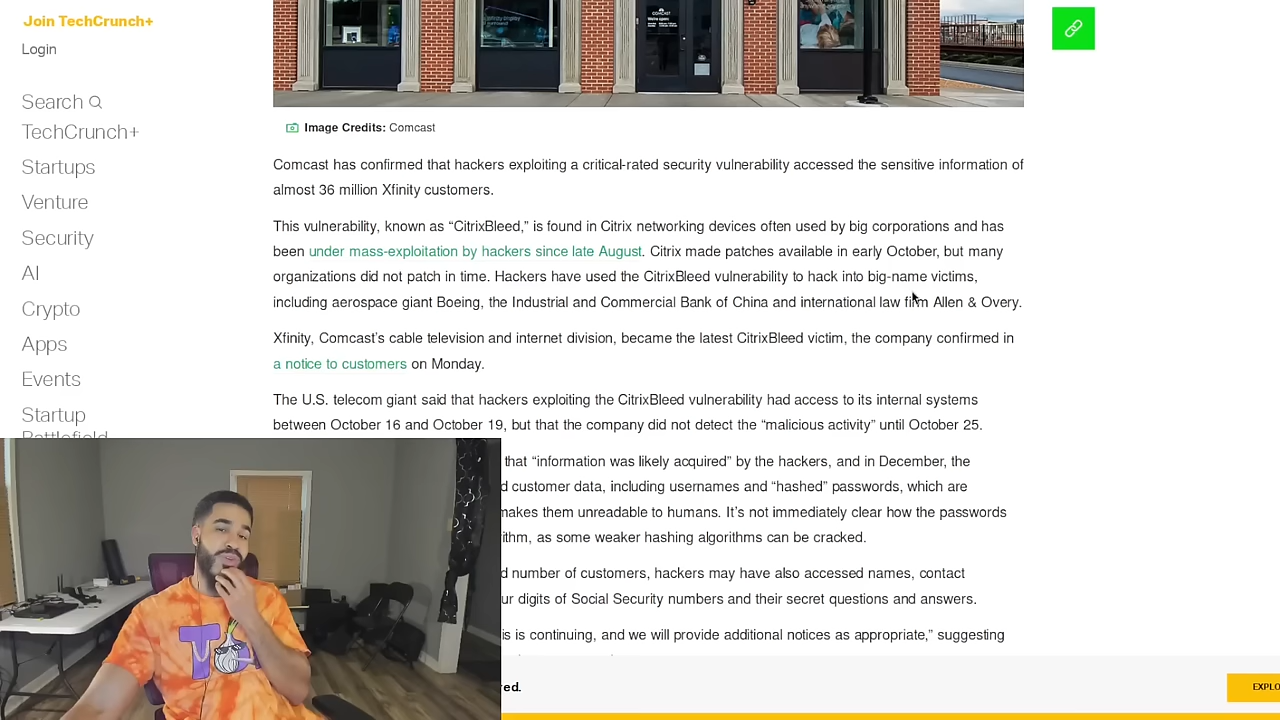 Join TechCrunch+
Login
Search
TechCrunch+
Startups
Venture
Security
AI
Crypto
Apps
Events
Startup
Battlefield
Image Credits: Comcast
Comcast has confirmed that hackers exploiting a critical-rated security vulnerability accessed the sensitive information of
almost 36 million Xfinity customers.
This vulnerability, known as “CitrixBleed,” is found in Citrix networking devices often used by big corporations and has
been under mass-exploitation by hackers since late August. Citrix made patches available in early October, but many
organizations did not patch in time. Hackers have used the CitrixBleed vulnerability to hack into big-name victims,
including aerospace giant Boeing, the Industrial and Commercial Bank of China and international law firm Allen & Overy.
Xfinity, Comcast’s cable television and internet division, became the latest CitrixBleed victim, the company confirmed in
a notice to customers on Monday.
The U.S. telecom giant said that hackers exploiting the CitrixBleed vulnerability had access to its internal systems
between October 16 and October 19, but that the company did not detect the “malicious activity” until October 25.
that “information was likely acquired” by the hackers, and in December, the
d customer data, including usernames and “hashed” passwords, which are
makes them unreadable to humans. It’s not immediately clear how the passwords
ithm, as some weaker hashing algorithms can be cracked.
d number of customers, hackers may have also accessed names, contact
ur digits of Social Security numbers and their secret questions and answers.
is is continuing, and we will provide additional notices as appropriate,” suggesting
red.
EXPLO